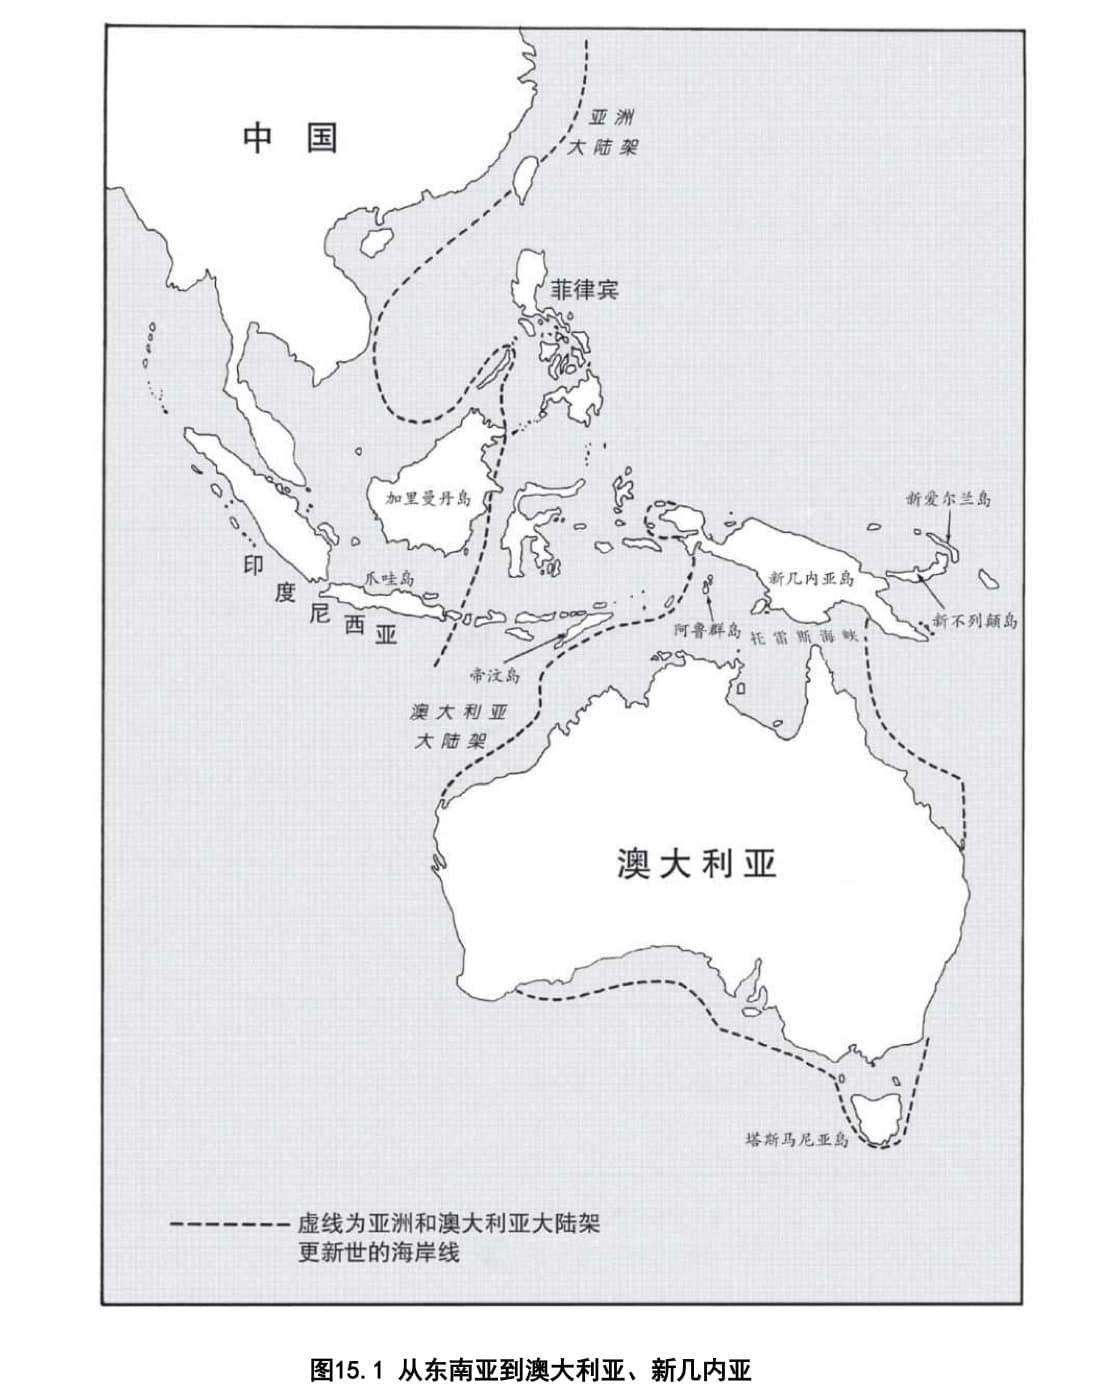 亚洲
大陆架
中国
菲律宾
加里曼丹岛
新爱尔兰岛
印度尼西亚
爪哇岛
新几内亚岛
新不列颠岛
阿鲁群岛
托雷斯海峡
帝汶岛
澳大利亚
大陆架
澳大利亚
塔斯马尼亚岛
虚线为亚洲和澳大利亚大陆架
更新世的海岸线
图15.1 从东南亚到澳大利亚、新几内亚